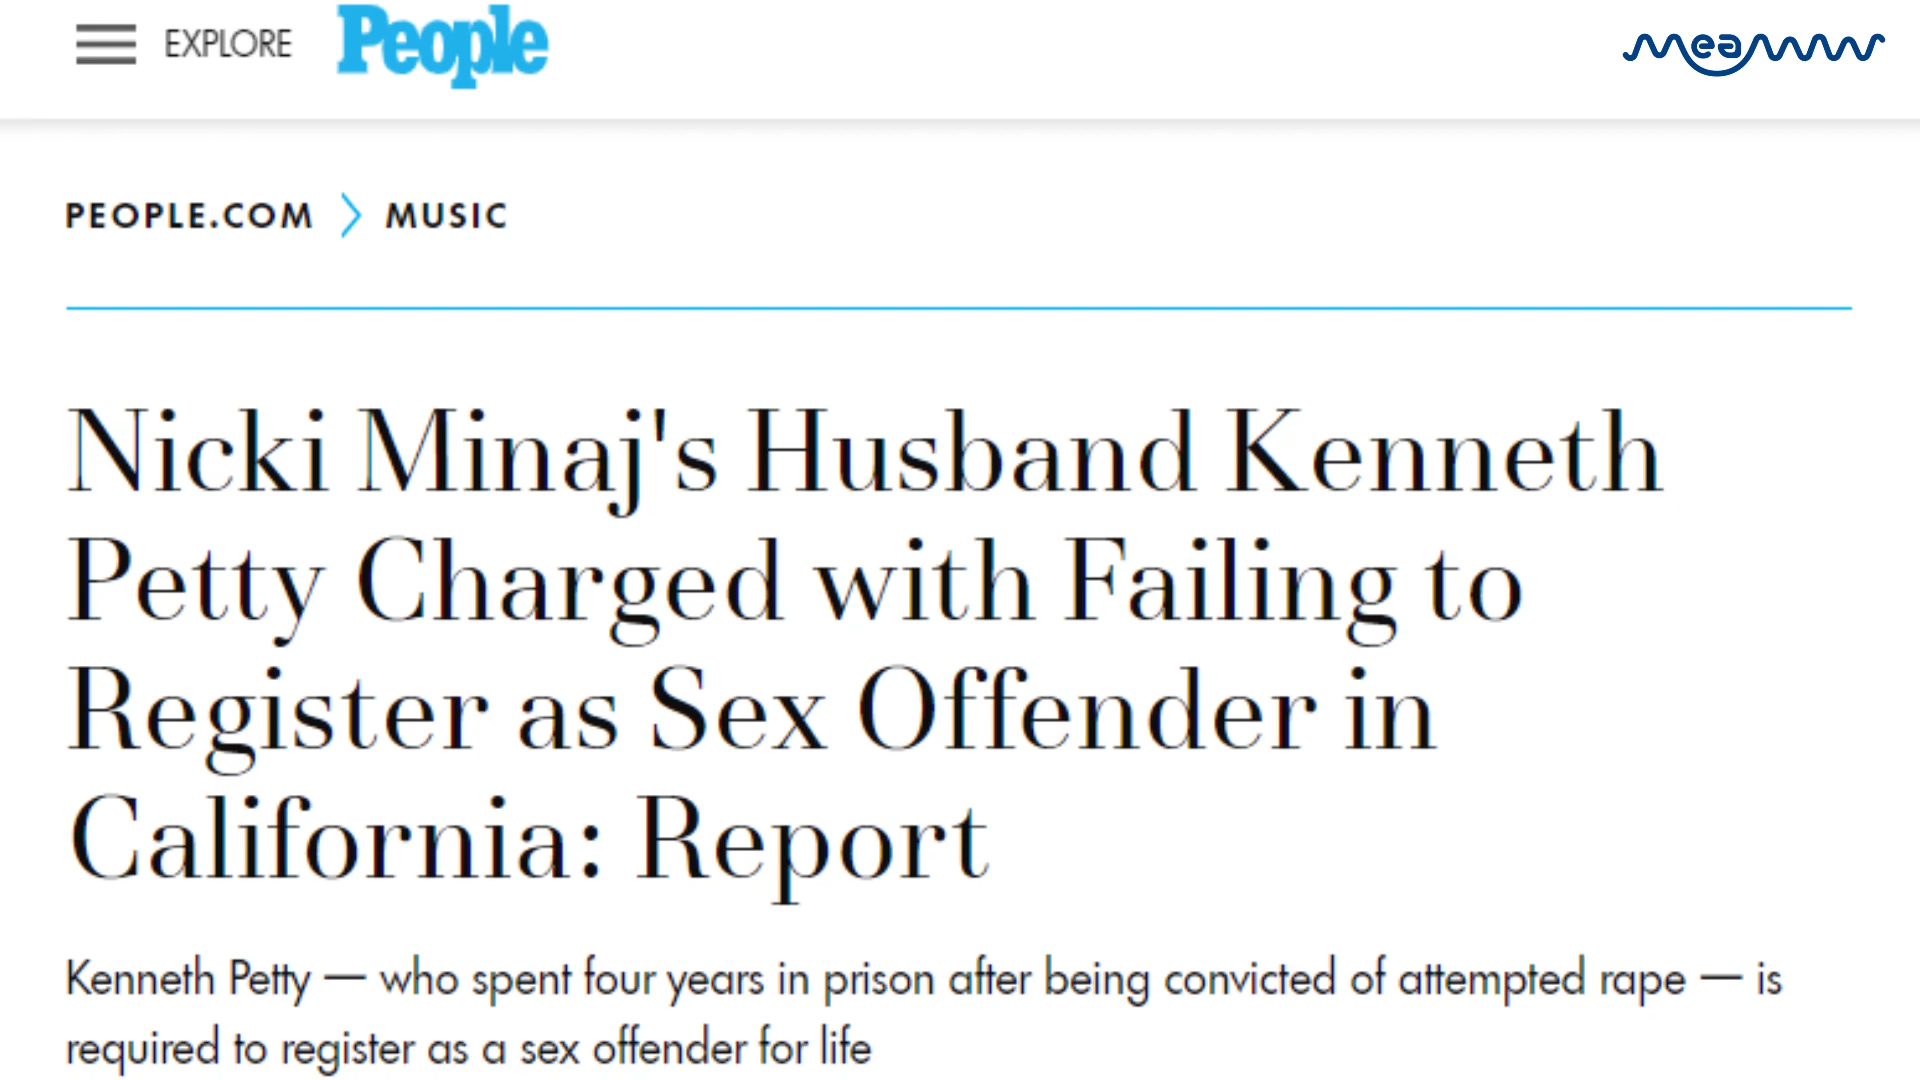 EXPLORE People meaww
PEOPLE.COM > MUSIC
Nicki Minaj's Husband Kenneth
Petty Charged with Failing to
Register as Sex Offender in
California: Report
Kenneth Petty — who spent four years in prison after being convicted of attempted rape — is
required to register as a sex offender for life